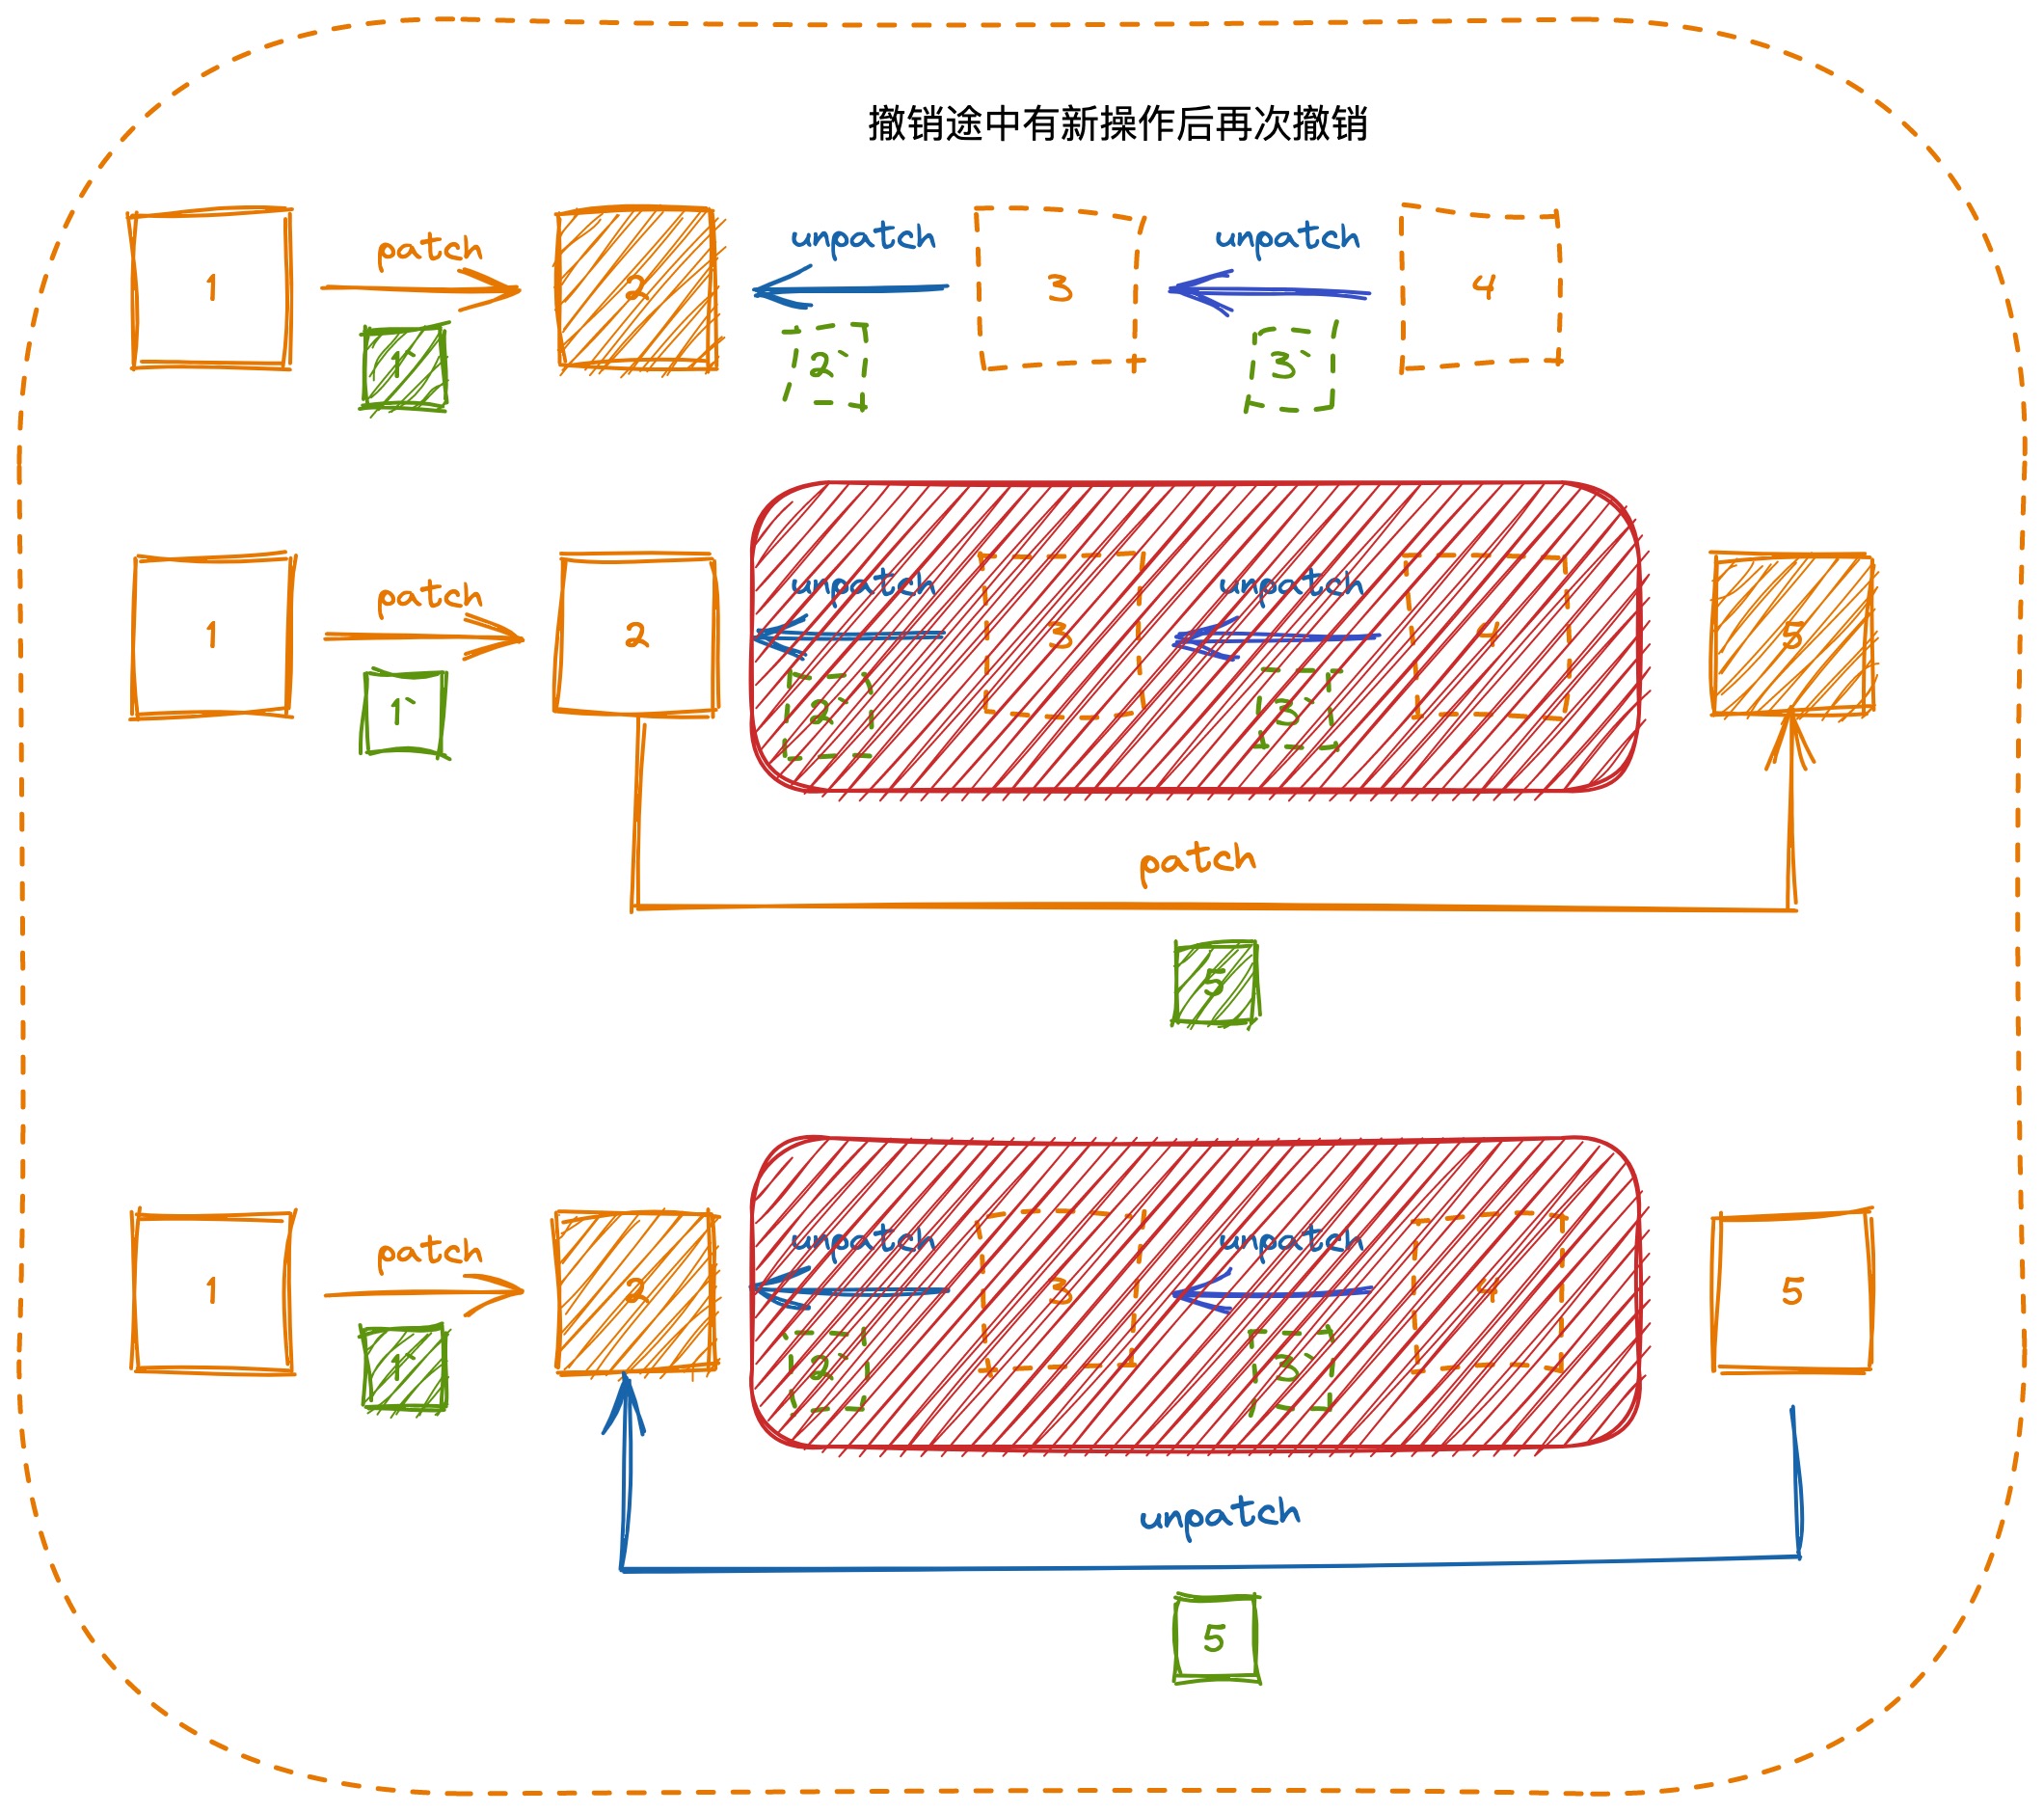 撤销途中有新操作后再次撤销
1 patch 2 unpatch 3 unpatch 4
1` 2` 3`
1 patch 2 unpatch 3 unpatch 4 5
1` 2` 3`
patch
5
1 patch 2 unpatch 3 unpatch 4 5
1` 2` 3`
unpatch
5